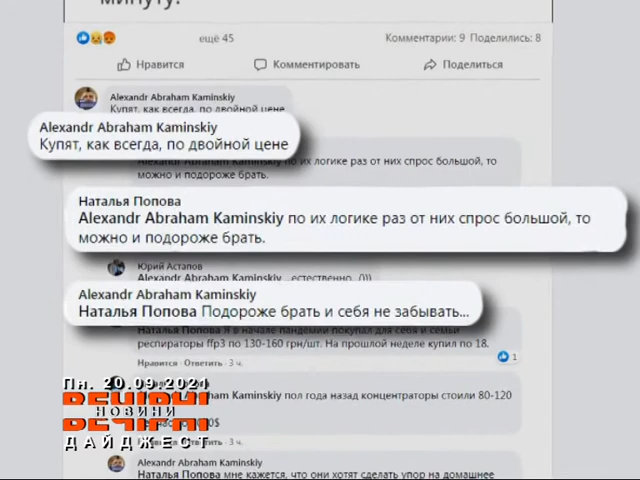 минуту!
ещё 45
Комментарии: 9 Поделились: 8
Нравится
Комментировать
Поделиться
Alexandr Abraham Kaminskiy
Купят, как всегда, по двойной цене
Alexandr Abraham Kaminskiy
Купят, как всегда, по двойной цене
Alexandr Abraham Kaminskiy по их логике раз от них спрос большой, то
можно и подороже брать.
Наталья Попова
Alexandr Abraham Kaminskiy по их логике раз от них спрос большой, то
можно и подороже брать.
Юрий Астапов
Alexandr Abraham Kaminskiy ...естественно. /)))
Alexandr Abraham Kaminskiy
Наталья Попова Подороже брать и себя не забывать...
Наталья Попова Я в начале пандемии покупал для себя и семьи
респираторы ffp3 по 130-160 грн/шт. На прошлой неделе купил по 18.
1
Нравится · Ответить · 3 ч.
Abraham Kaminskiy пол года назад концентраторы стоили 80-120
Пн. 20.09.2021
ВЕЧІРНІ
НОВИНИ
ДАЙДЖЕСТ
Ответить · 3 ч.
Alexandr Abraham Kaminskiy
Наталья Попова мне кажется, что они хотят сделать упор на домашнее